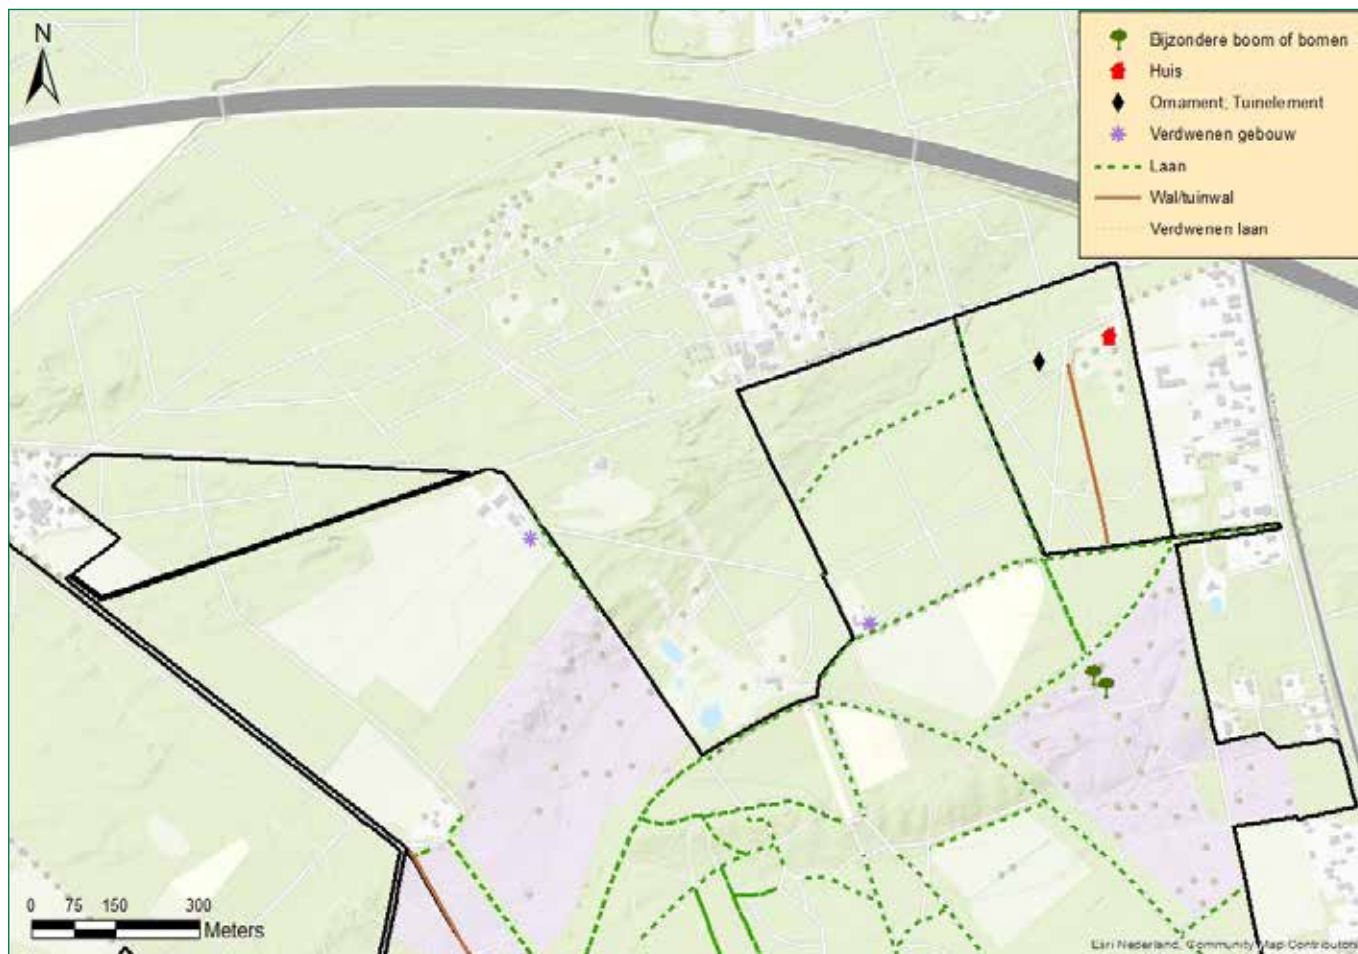 N
Bijzondere boom of bomen
Huis
Ornament; Tuinelement
Verdwenen gebouw
Laan
Wal/tuinwal
Verdwenen laan
0 75 150 300
Meters
Esri Nederland, Community Map Contributors